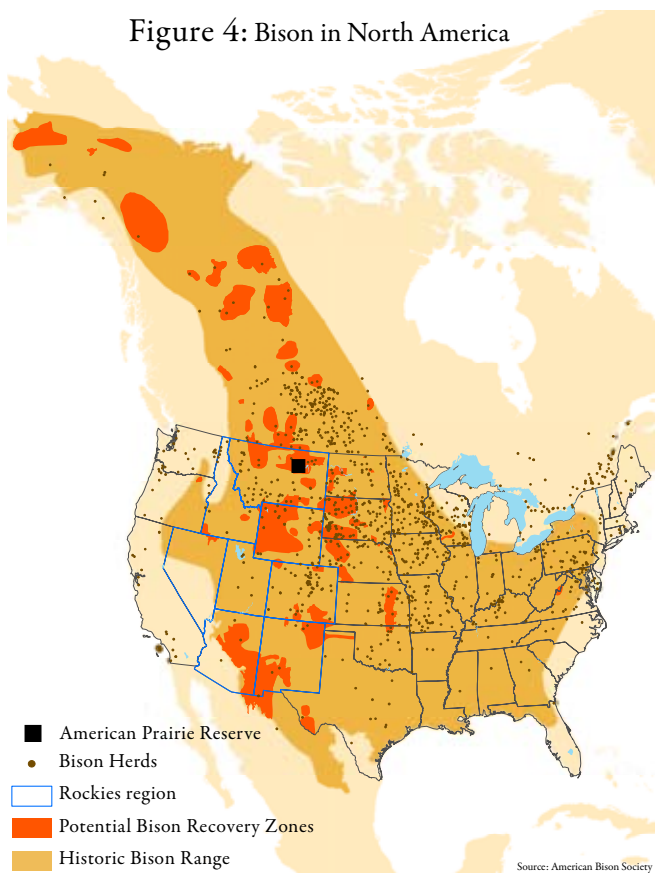 Figure 4: Bison in North America
American Prairie Reserve
Bison Herds
Rockies region
Potential Bison Recovery Zones
Historic Bison Range
Source: American Bison Society